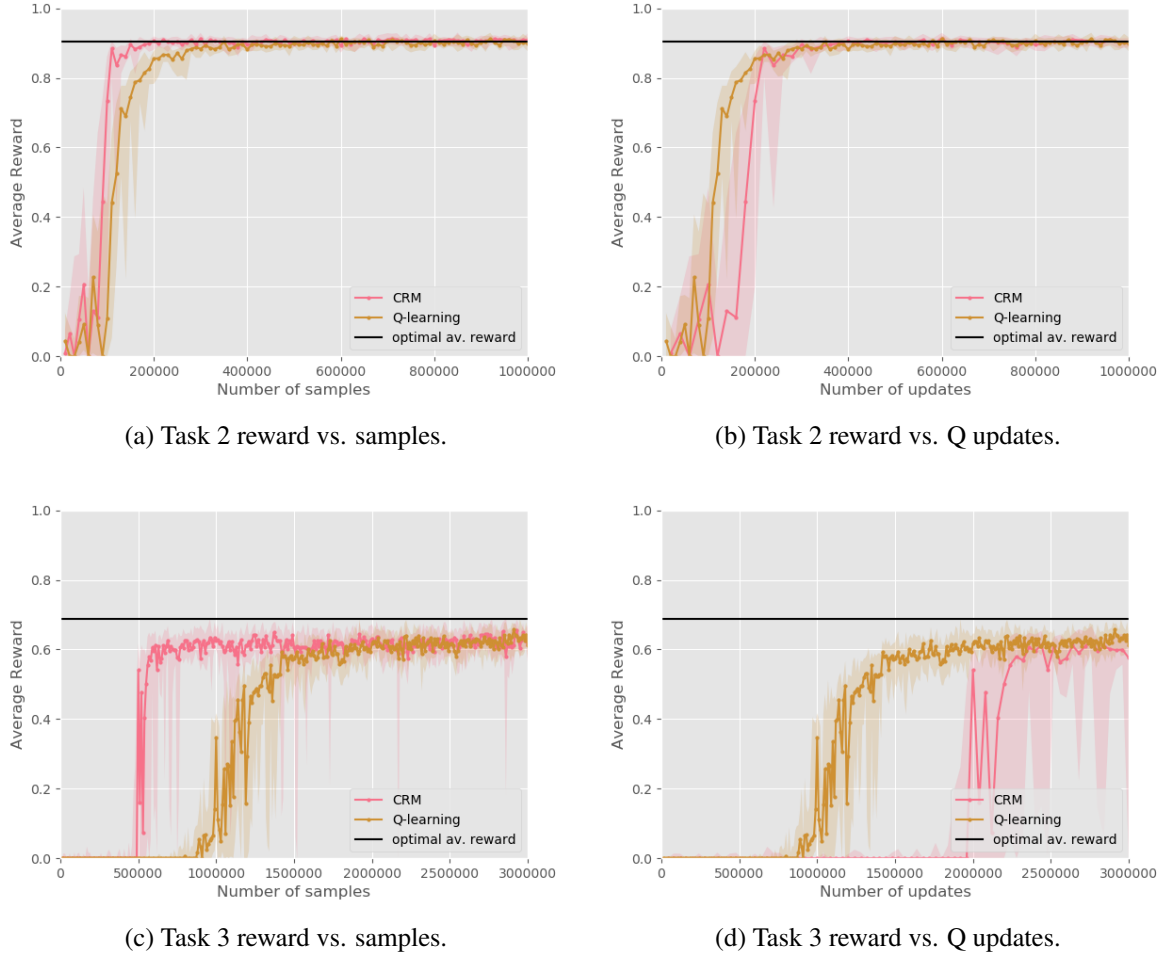 1.0
0.8
0.6
0.4
0.2
0.0
Average Reward
CRM
Q-learning
optimal av. reward
0 200000 400000 600000 800000 1000000
Number of samples
(a) Task 2 reward vs. samples.
1.0
0.8
0.6
0.4
0.2
0.0
Average Reward
CRM
Q-learning
optimal av. reward
0 200000 400000 600000 800000 1000000
Number of updates
(b) Task 2 reward vs. Q updates.
1.0
0.8
0.6
0.4
0.2
0.0
Average Reward
CRM
Q-learning
optimal av. reward
0 500000 1000000 1500000 2000000 2500000 3000000
Number of samples
(c) Task 3 reward vs. samples.
1.0
0.8
0.6
0.4
0.2
0.0
Average Reward
CRM
Q-learning
optimal av. reward
0 500000 1000000 1500000 2000000 2500000 3000000
Number of updates
(d) Task 3 reward vs. Q updates.